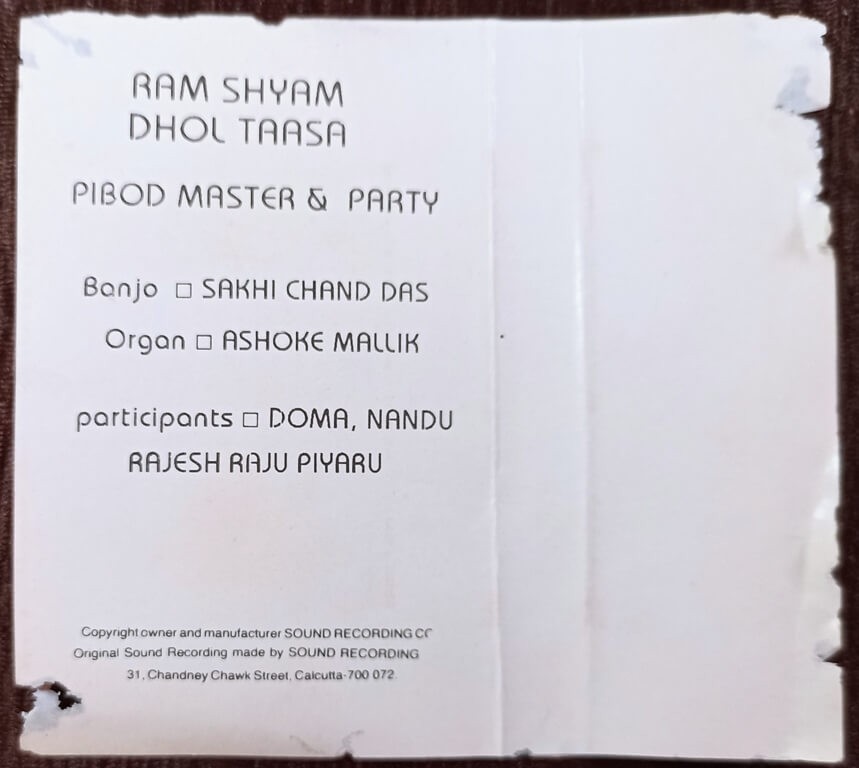 RAM SHYAM
DHOL TAASA
PIBOD MASTER & PARTY
Banjo □ SAKHI CHAND DAS
Organ □ ASHOKE MALLIK
participants □ DOMA, NANDU
RAJESH RAJU PIYARU
Copyright owner and manufacturer SOUND RECORDING
Original Sound Recording made by SOUND RECORDING
31, Chandney Chawk Street, Calcutta-700 072